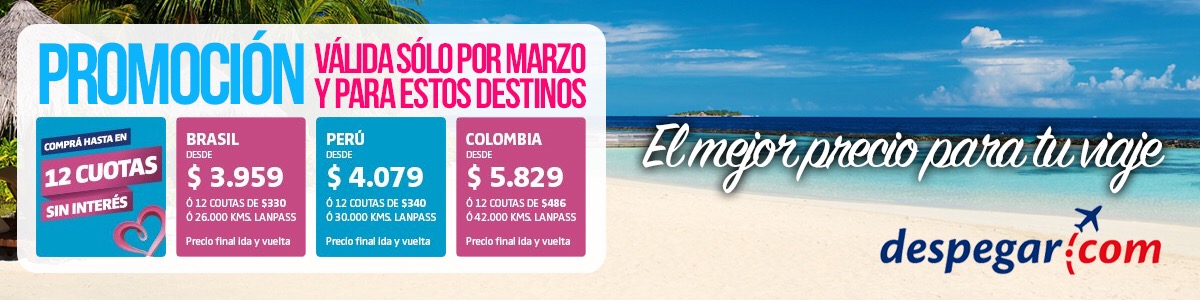 PROMOCIÓN
VÁLIDA SÓLO POR MARZO
Y PARA ESTOS DESTINOS
COMPRÁ HASTA EN
12 CUOTAS
SIN INTERÉS
BRASIL
DESDE
$ 3.959
Ó 12 COUTAS DE $330
Ó 26.000 KMS. LANPASS
Precio final ida y vuelta
PERÚ
DESDE
$ 4.079
Ó 12 COUTAS DE $340
Ó 30.000 KMS. LANPASS
Precio final ida y vuelta
COLOMBIA
DESDE
$ 5.829
Ó 12 COUTAS DE $486
Ó 42.000 KMS. LANPASS
Precio final ida y vuelta
El mejor precio para tu viaje
despegar.com